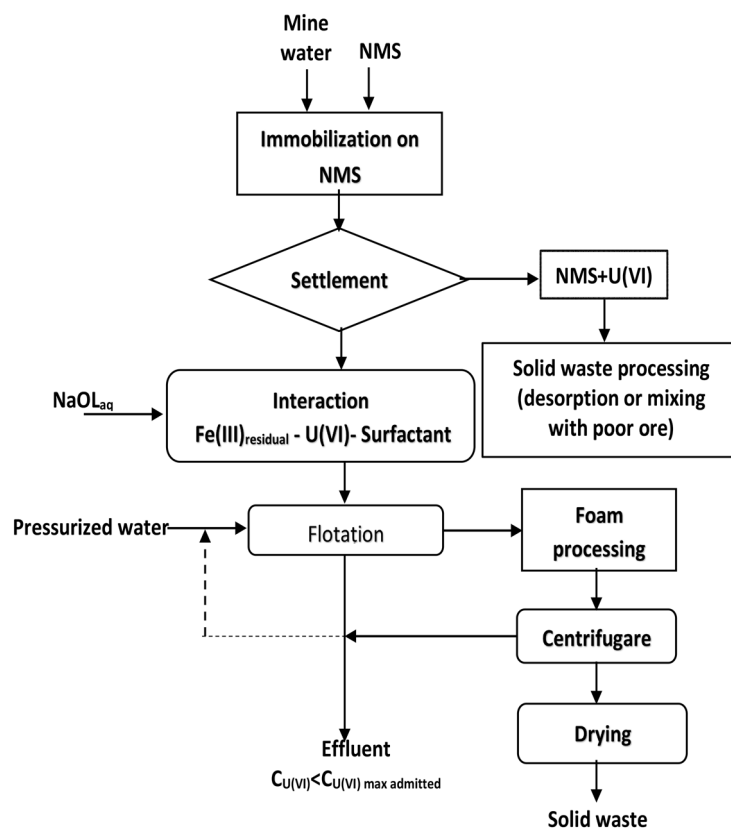 Mine
water
NMS
Immobilization on
NMS
Settlement
NMS+U(VI)
Solid waste processing
(desorption or mixing
with poor ore)
NaOLaq
Interaction
Fe(III)residual - U(VI)- Surfactant
Pressurized water
Flotation
Foam
processing
Centrifugare
Drying
Effluent
CU(VI)<CU(VI) max admitted
Solid waste